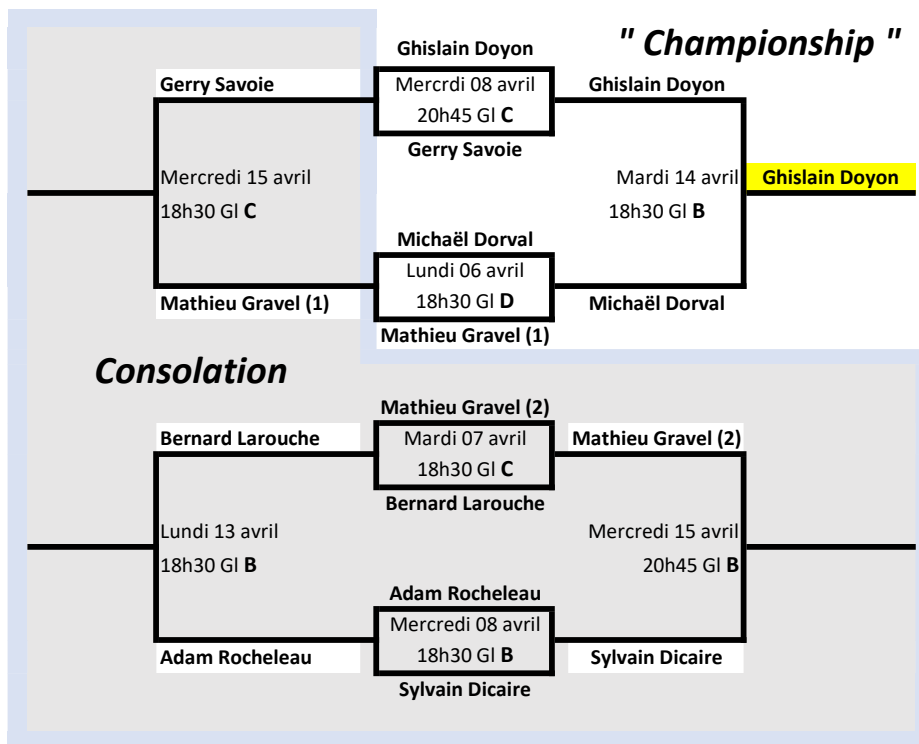 " Championship "
Ghislain Doyon
Gerry Savoie
Mercrdi 08 avril
20h45 Gl C
Ghislain Doyon
Gerry Savoie
Mercredi 15 avril
18h30 Gl C
Mardi 14 avril
18h30 Gl B
Ghislain Doyon
Michaël Dorval
Lundi 06 avril
18h30 Gl D
Mathieu Gravel (1)
Michaël Dorval
Mathieu Gravel (1)
Consolation
Mathieu Gravel (2)
Bernard Larouche
Mardi 07 avril
18h30 Gl C
Mathieu Gravel (2)
Bernard Larouche
Lundi 13 avril
18h30 Gl B
Mercredi 15 avril
20h45 Gl B
Adam Rocheleau
Mercredi 08 avril
18h30 Gl B
Adam Rocheleau
Sylvain Dicaire
Sylvain Dicaire